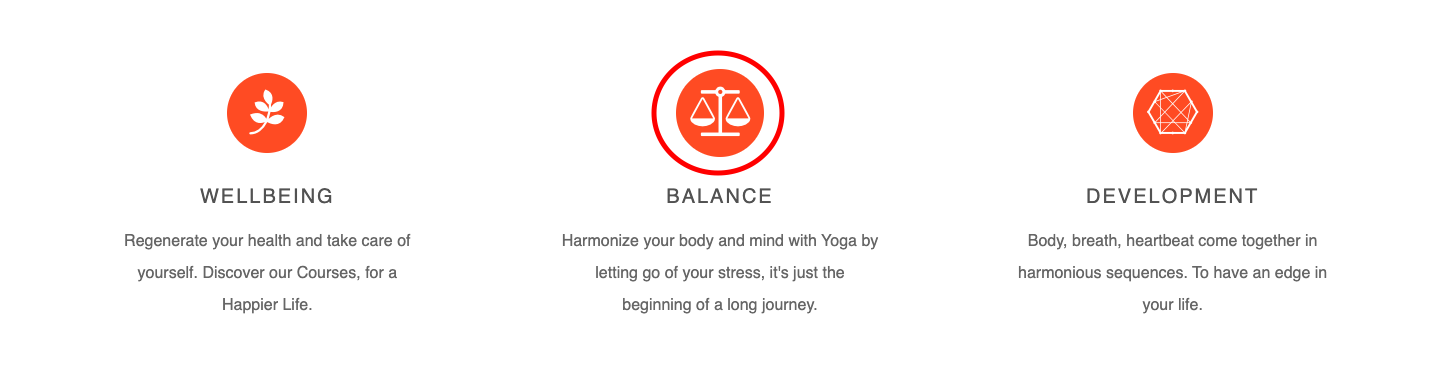 WELLBEING
Regenerate your health and take care of
yourself. Discover our Courses, for a
Happier Life.
BALANCE
Harmonize your body and mind with Yoga by
letting go of your stress, it's just the
beginning of a long journey.
DEVELOPMENT
Body, breath, heartbeat come together in
harmonious sequences. To have an edge in
your life.